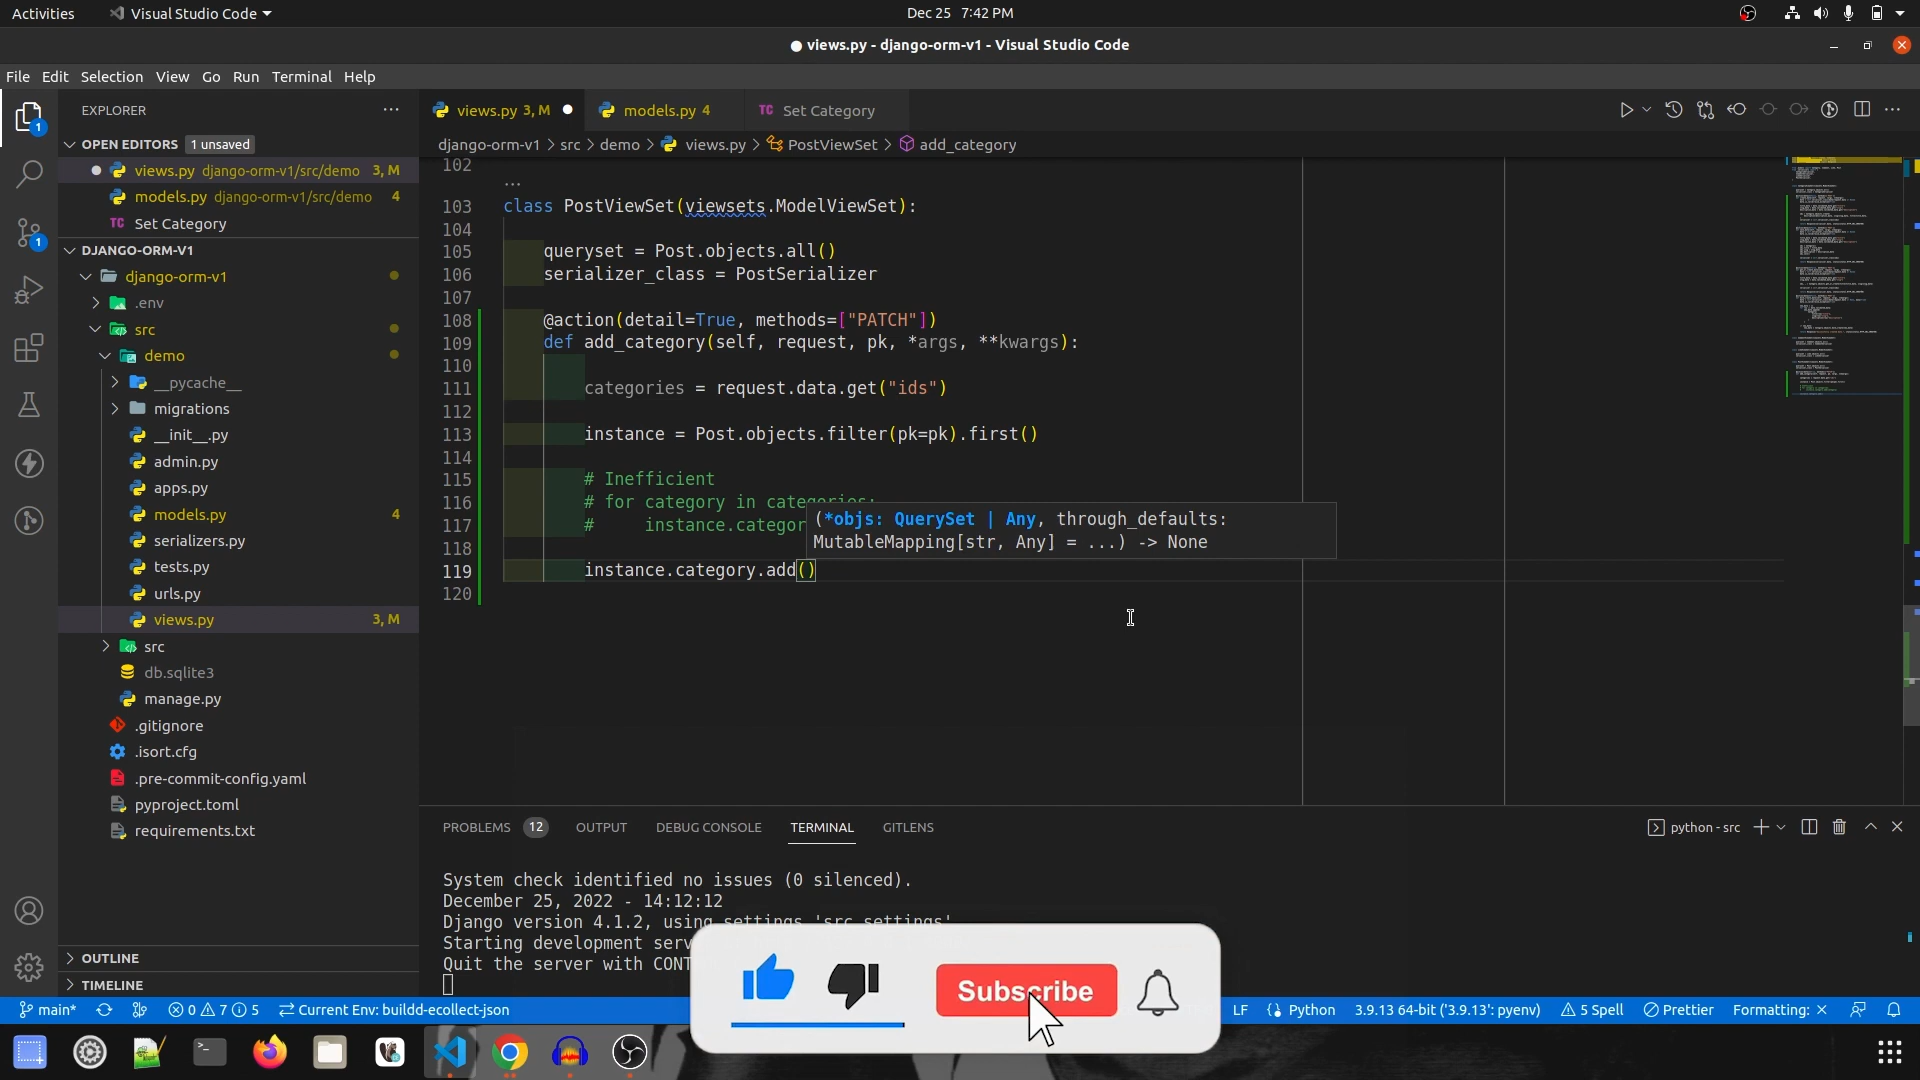 Activities
Visual Studio Code
Dec 25 7:42 PM
● views.py - django-orm-v1 - Visual Studio Code
File Edit Selection View Go Run Terminal Help
EXPLORER
OPEN EDITORS 1 unsaved
views.py django-orm-v1/src/demo 3, M
models.py django-orm-v1/src/demo 4
TC Set Category
DJANGO-ORM-V1
django-orm-v1
.env
src
demo
__pycache__
migrations
__init__.py
admin.py
apps.py
models.py 4
serializers.py
tests.py
urls.py
views.py 3, M
src
db.sqlite3
manage.py
.gitignore
.isort.cfg
.pre-commit-config.yaml
pyproject.toml
requirements.txt
OUTLINE
TIMELINE
1
1
views.py 3, M
models.py 4
TC Set Category
django-orm-v1 > src > demo > views.py > PostViewSet > add_category
102
...
103 class PostViewSet(viewsets.ModelViewSet):
104
105 queryset = Post.objects.all()
106 serializer_class = PostSerializer
107
108 @action(detail=True, methods=["PATCH"])
109 def add_category(self, request, pk, *args, **kwargs):
110
111 categories = request.data.get("ids")
112
113 instance = Post.objects.filter(pk=pk).first()
114
115 # Inefficient
116 # for category in categories:
117 # instance.categor
118
119 instance.category.add()
120
(*objs: QuerySet | Any, through_defaults:
MutableMapping[str, Any] = ...) -> None
PROBLEMS 12 OUTPUT DEBUG CONSOLE TERMINAL GITLENS
python - src
System check identified no issues (0 silenced).
December 25, 2022 - 14:12:12
Django version 4.1.2, using settings 'src.settings'
Starting development serv
Quit the server with CONT
Subscribe
main*
0 7 5
Current Env: buildd-ecollect-json
LF
Python
3.9.13 64-bit ('3.9.13': pyenv)
5 Spell
Prettier
Formatting: ×